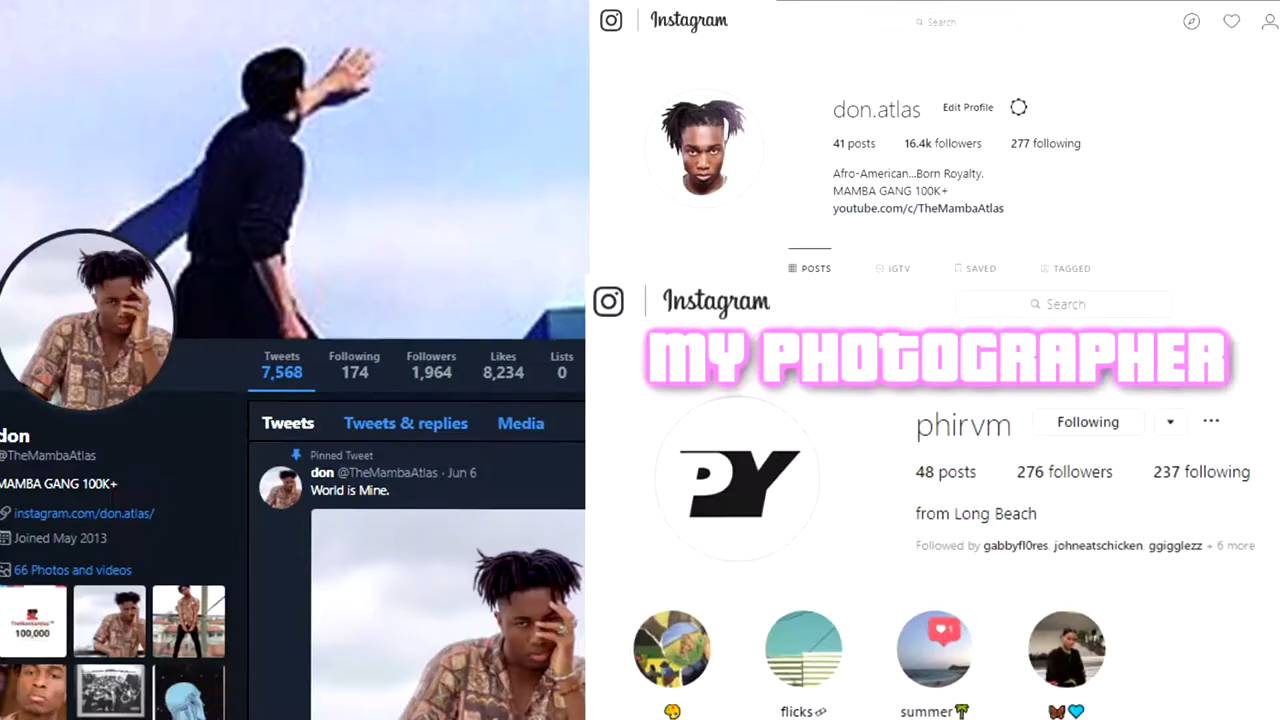 Tweets Following Followers Likes Lists
7,568 174 1,964 8,234 0
Tweets Tweets & replies Media
don
@TheMambaAtlas
MAMBA GANG 100K+
instagram.com/don.atlas/
Joined May 2013
66 Photos and videos
100,000
Pinned Tweet
don @TheMambaAtlas · Jun 6
World is Mine.
Instagram
Search
don.atlas Edit Profile
41 posts 16.4k followers 277 following
Afro-American...Born Royalty.
MAMBA GANG 100K+
youtube.com/c/TheMambaAtlas
POSTS IGTV SAVED TAGGED
Instagram
Search
MY PHOTOGRAPHER
PY
phirvm Following ...
48 posts 276 followers 237 following
from Long Beach
Followed by gabbyfl0res, johneatschicken, ggigglezz + 6 more
1
flicks
summer